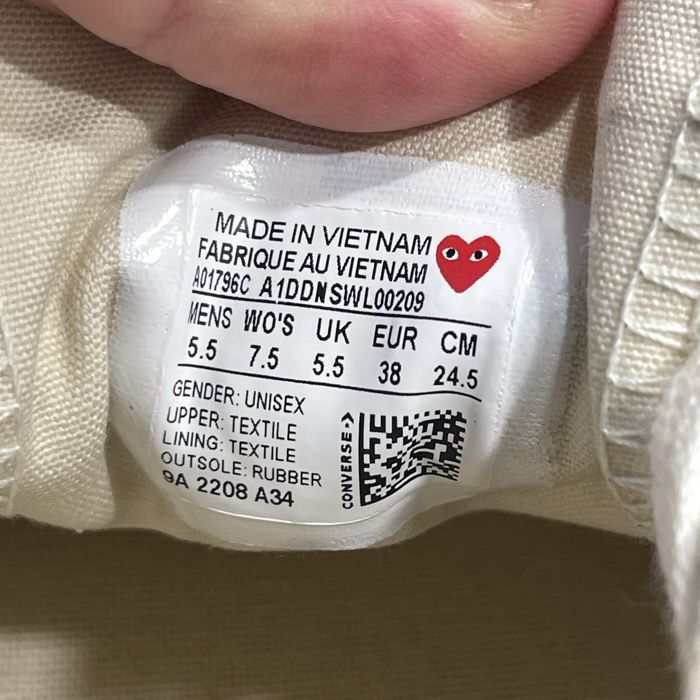 MADE IN VIETNAM
FABRIQUE AU VIETNAM
A01796C A1DDNSWL00209
MENS WO'S UK EUR CM
5.5 7.5 5.5 38 24.5
GENDER: UNISEX
UPPER: TEXTILE
LINING: TEXTILE
OUTSOLE: RUBBER
9A 2208 A34
CONVERSE->